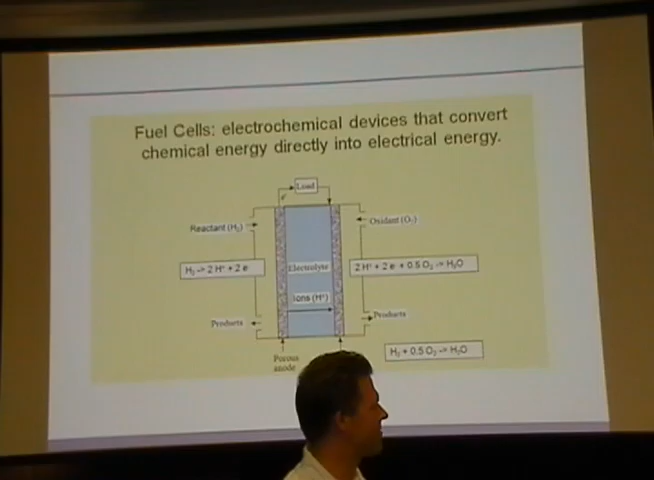 Fuel Cells: electrochemical devices that convert
chemical energy directly into electrical energy.
Load
Reactant (H₂)
Oxidant (O₂)
H₂ -> 2 H⁺ + 2 e
Electrolyte
2 H⁺ + 2 e + 0.5 O₂ -> H₂O
Ions (H⁺)
Products
Products
H₂ + 0.5 O₂ -> H₂O
Porous
anode